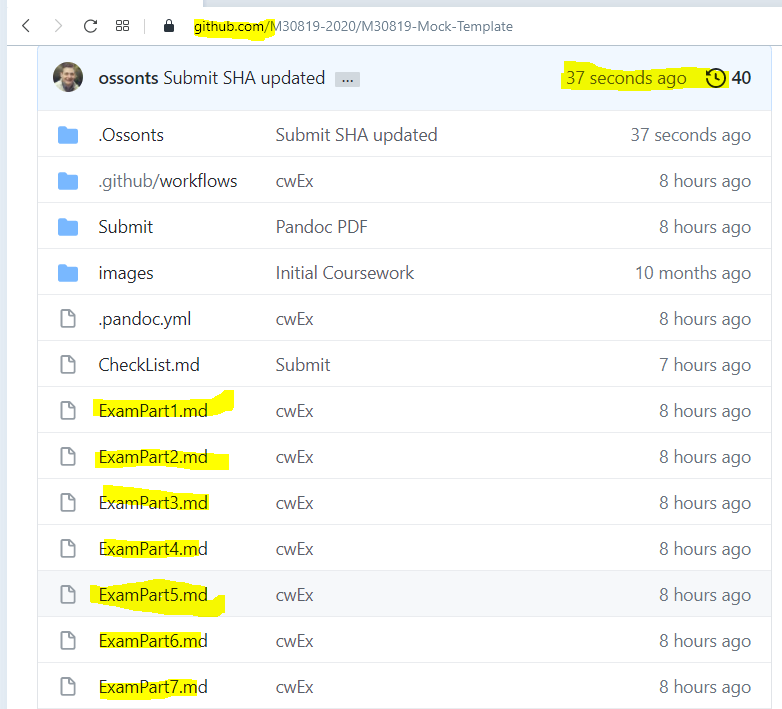 github.com/M30819-2020/M30819-Mock-Template
ossonts Submit SHA updated ... 37 seconds ago 40
.Ossonts Submit SHA updated 37 seconds ago
.github/workflows cwEx 8 hours ago
Submit Pandoc PDF 8 hours ago
images Initial Coursework 10 months ago
.pandoc.yml cwEx 8 hours ago
CheckList.md Submit 7 hours ago
ExamPart1.md cwEx 8 hours ago
ExamPart2.md cwEx 8 hours ago
ExamPart3.md cwEx 8 hours ago
ExamPart4.md cwEx 8 hours ago
ExamPart5.md cwEx 8 hours ago
ExamPart6.md cwEx 8 hours ago
ExamPart7.md cwEx 8 hours ago